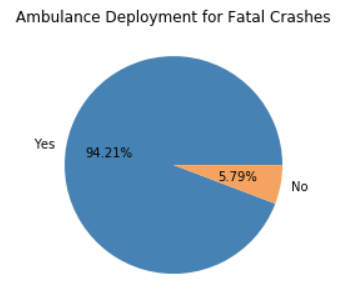 Ambulance Deployment for Fatal Crashes
Yes
94.21%
5.79%
No